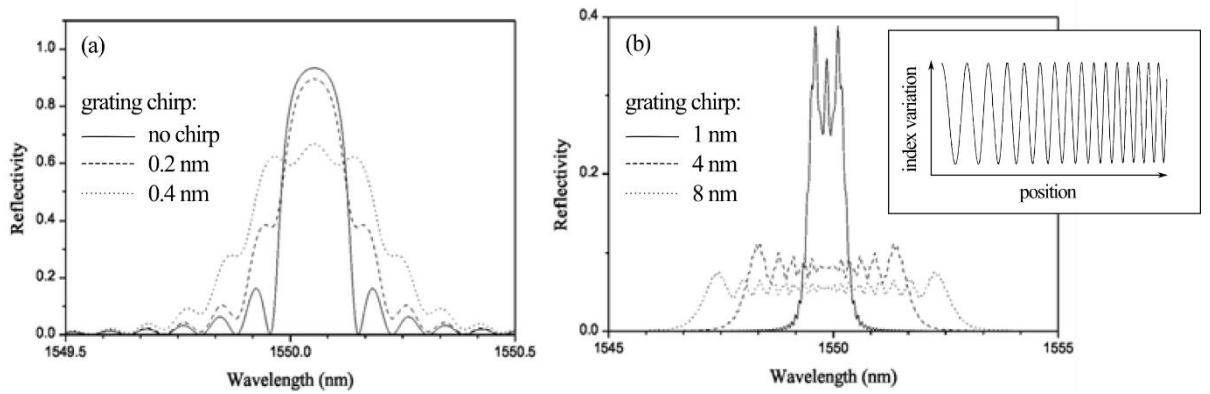 (a)
grating chirp:
no chirp
0.2 nm
0.4 nm
Reflectivity
1.0
0.8
0.6
0.4
0.2
0.0
1549.5
1550.0
1550.5
Wavelength (nm)
(b)
grating chirp:
1 nm
4 nm
8 nm
Reflectivity
0.4
0.2
0.0
1545
1550
1555
Wavelength (nm)
index variation
position